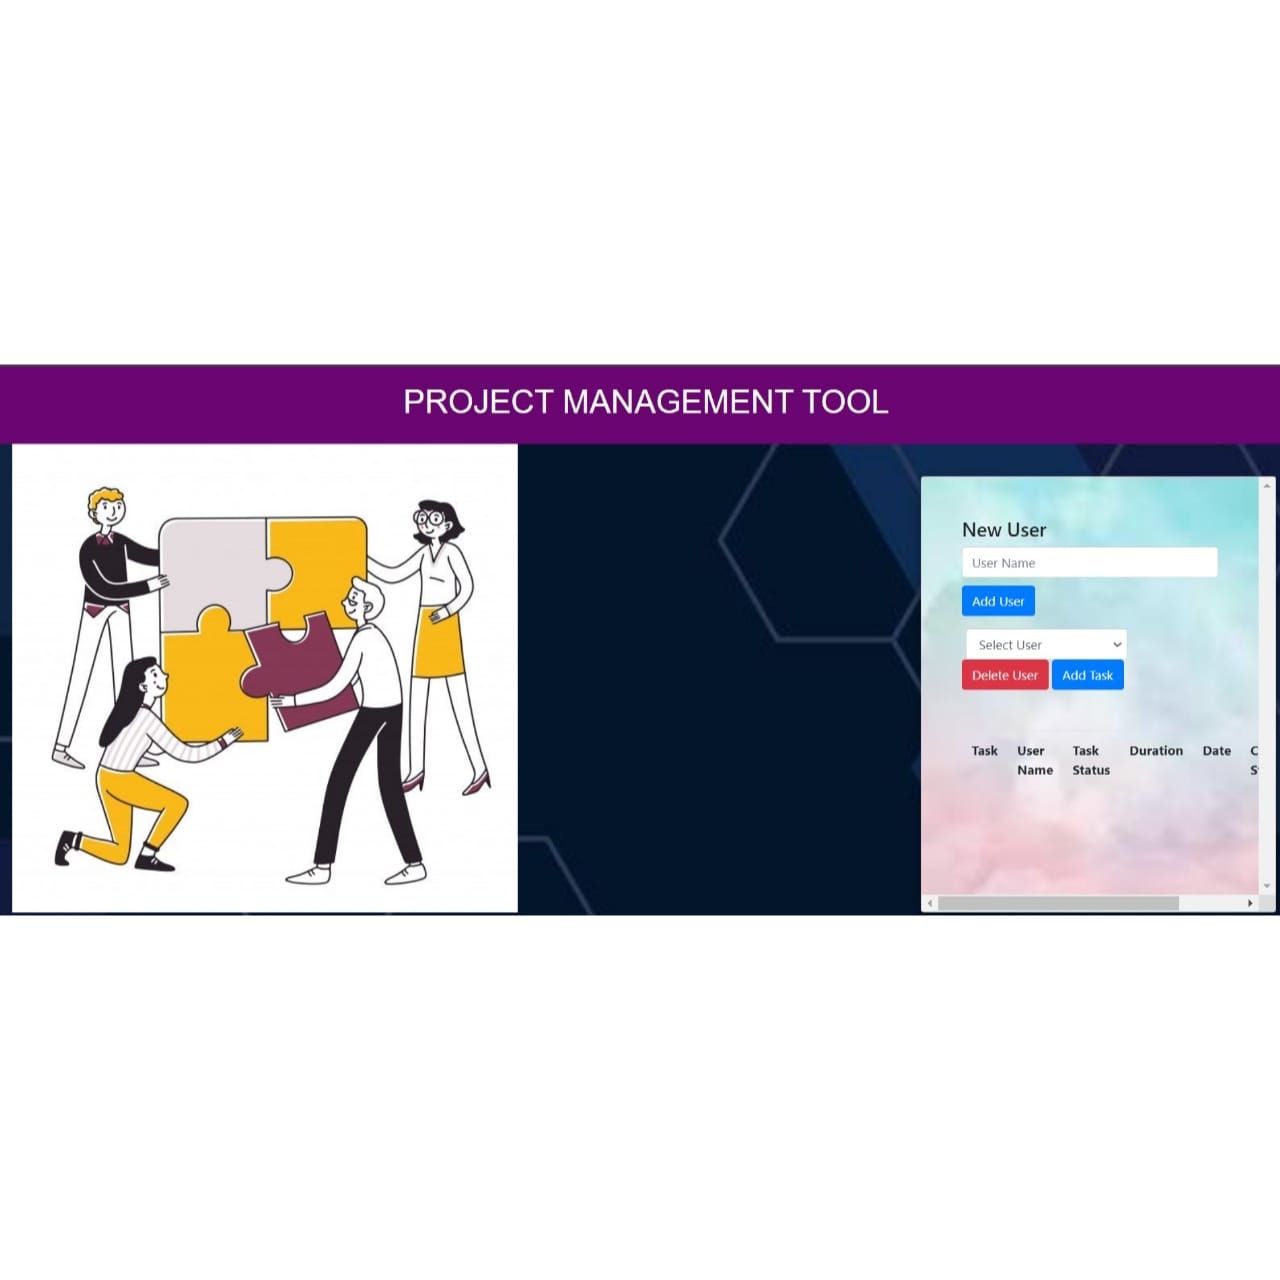 PROJECT MANAGEMENT TOOL
New User
User Name
Add User
Select User
Delete User Add Task
Task User Task Duration Date C
Name Status S